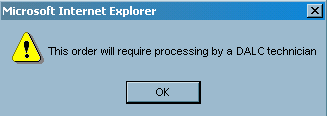 Microsoft Internet Explorer
This order will require processing by a DALC technician
OK